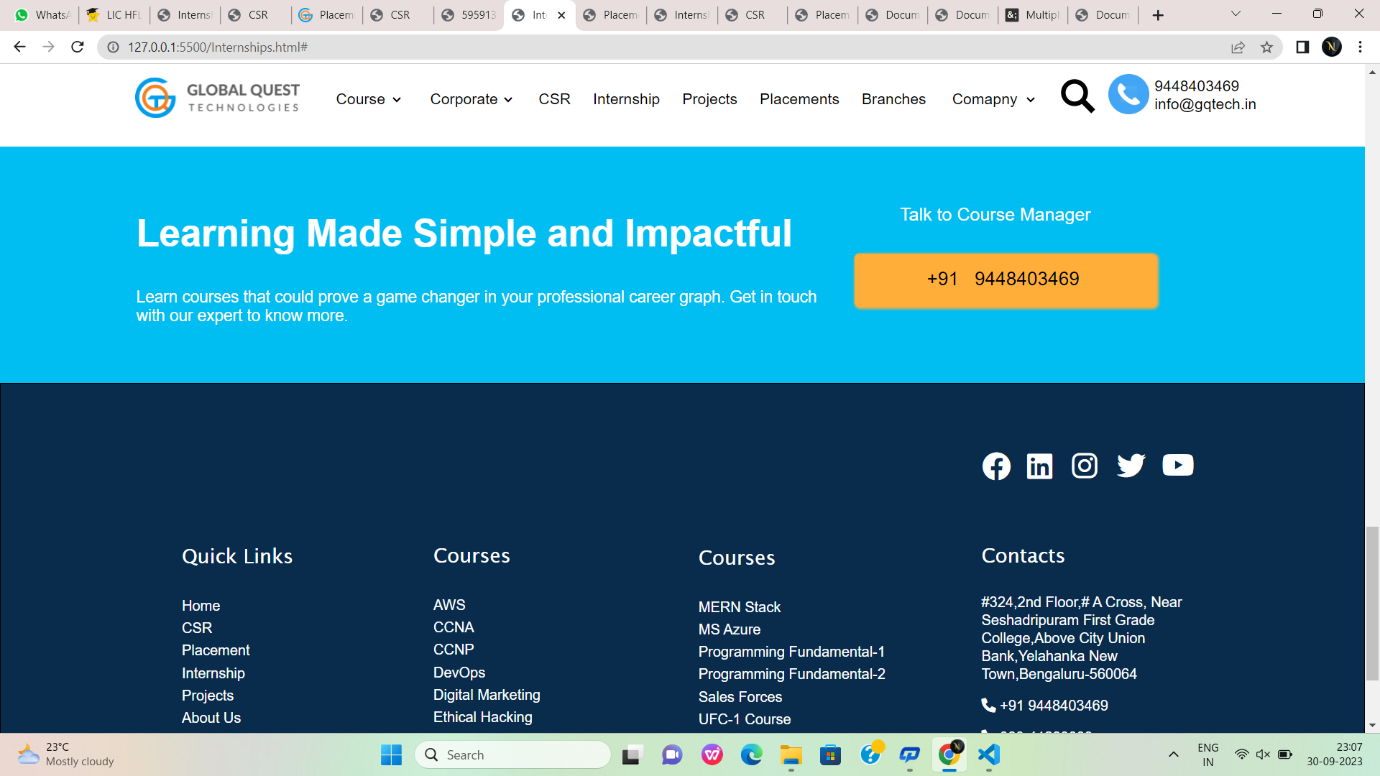 WhatsA
LIC HFL
Interns
CSR
Placem
CSR
595913
Int
Placem
Interns
CSR
Placem
Docum
Docum
Multip
Docum
127.0.0.1:5500/Internships.html#
GLOBAL QUEST
TECHNOLOGIES
Course
Corporate
CSR
Internship
Projects
Placements
Branches
Comapny
9448403469
info@gqtech.in
Learning Made Simple and Impactful
Learn courses that could prove a game changer in your professional career graph. Get in touch
with our expert to know more.
Talk to Course Manager
+91 9448403469
Quick Links
Home
CSR
Placement
Internship
Projects
About Us
Courses
AWS
CCNA
CCNP
DevOps
Digital Marketing
Ethical Hacking
Courses
MERN Stack
MS Azure
Programming Fundamental-1
Programming Fundamental-2
Sales Forces
UFC-1 Course
Contacts
#324,2nd Floor,# A Cross, Near
Seshadripuram First Grade
College,Above City Union
Bank,Yelahanka New
Town,Bengaluru-560064
+91 9448403469
23°C
Mostly cloudy
Search
ENG
IN
23:07
30-09-2023